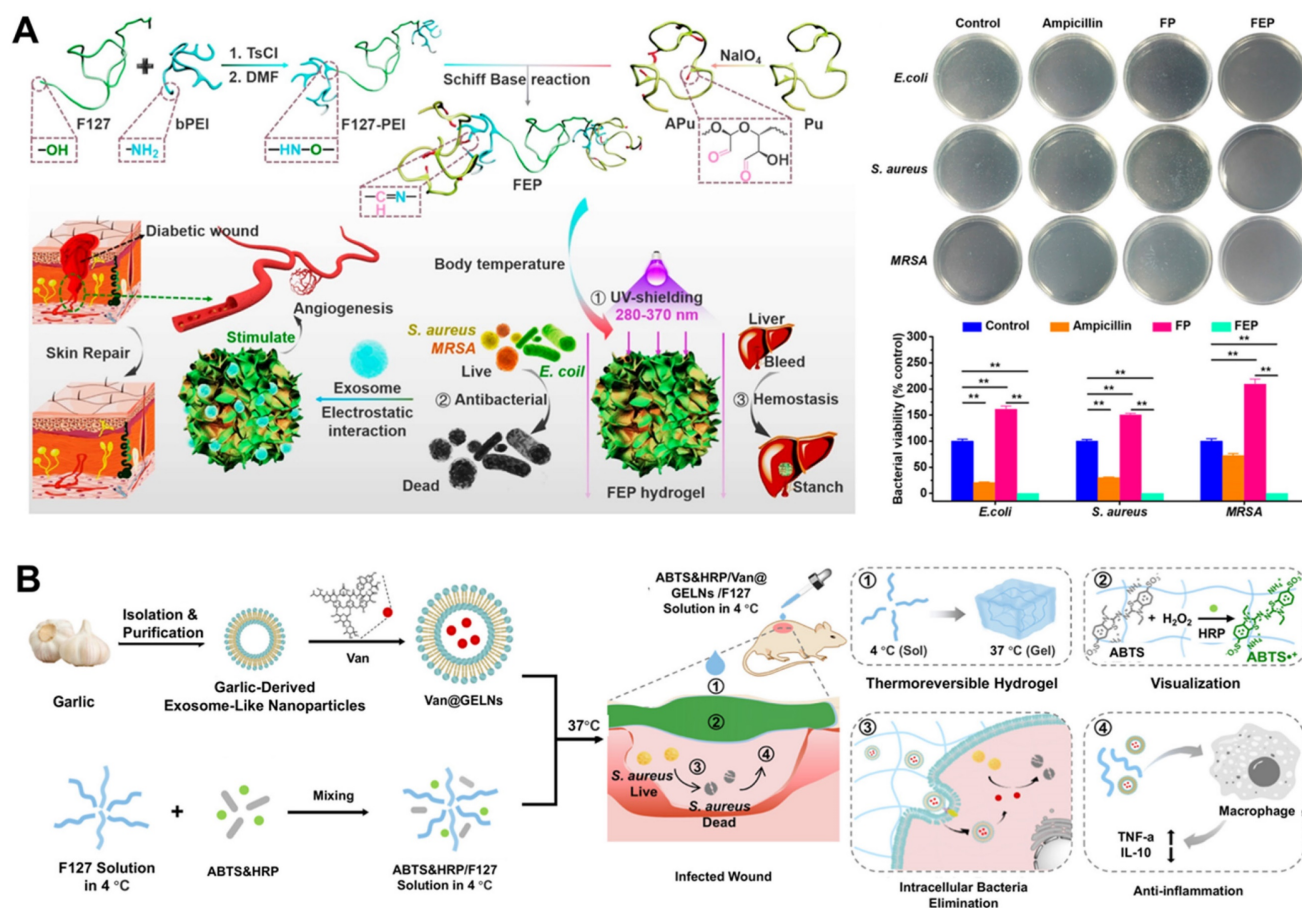 A
F127
bPEI
1. TsCl
2. DMF
F127-PEI
Schiff Base reaction
NaIO4
APu
Pu
FEP
–OH
–NH2
–HN–O–
–C=N–
H
O
O
O
OH
O
Diabetic wound
Angiogenesis
Skin Repair
Stimulate
Exosome
Electrostatic
interaction
Body temperature
① UV-shielding
280-370 nm
S. aureus
MRSA
E. coil
Live
② Antibacterial
Dead
FEP hydrogel
Liver
Bleed
③ Hemostasis
Stanch
Control Ampicillin FP FEP
E.coli
S. aureus
MRSA
Control Ampicillin FP FEP
Bacterial viability (% control)
300
250
200
150
100
50
0
** ** ** ** **
** ** ** ** **
** ** ** **
E.coli S. aureus MRSA
B
Garlic
Isolation &
Purification
Garlic-Derived
Exosome-Like Nanoparticles
Van
Van@GELNs
F127 Solution
in 4 °C
+
ABTS&HRP
Mixing
ABTS&HRP/F127
Solution in 4 °C
37°C
ABTS&HRP/Van@
GELNs /F127
Solution in 4 °C
①
②
③
④
S. aureus
Live
S. aureus
Dead
Infected Wound
①
4 °C (Sol)
37 °C (Gel)
Thermoreversible Hydrogel
②
+ H2O2
HRP
ABTS
ABTS•+
Visualization
③
Intracellular Bacteria
Elimination
④
Macrophage
TNF-a
IL-10
Anti-inflammation